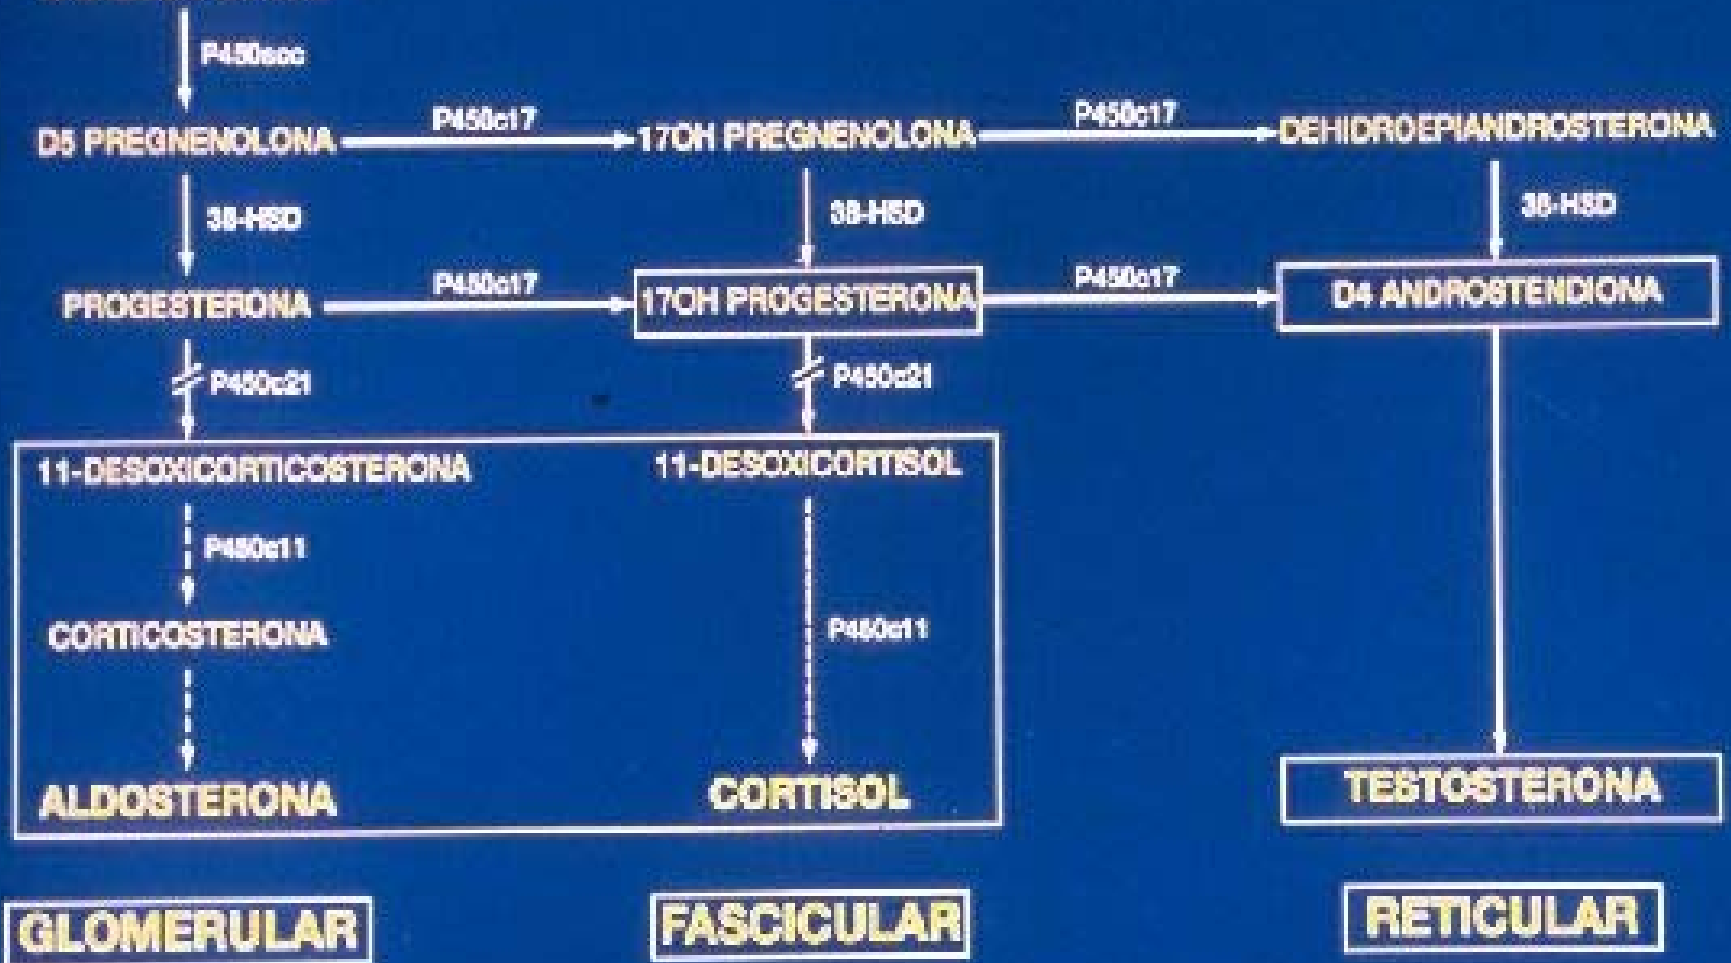 P450scc
D5 PREGNENOLONA P450c17 17OH PREGNENOLONA P450c17 DEHIDROEPIANDROSTERONA
3B-HSD 3B-HSD 3B-HSD
PROGESTERONA P450c17 17OH PROGESTERONA P450c17 D4 ANDROSTENDIONA
P450c21 P450c21
11-DESOXICORTICOSTERONA 11-DESOXICORTISOL
P450c11
CORTICOSTERONA P450c11
ALDOSTERONA CORTISOL TESTOSTERONA
GLOMERULAR FASCICULAR RETICULAR